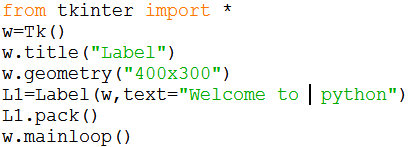 from tkinter import *
w=Tk()
w.title("Label")
w.geometry("400x300")
L1=Label(w,text="Welcome to | python")
L1.pack()
w.mainloop()